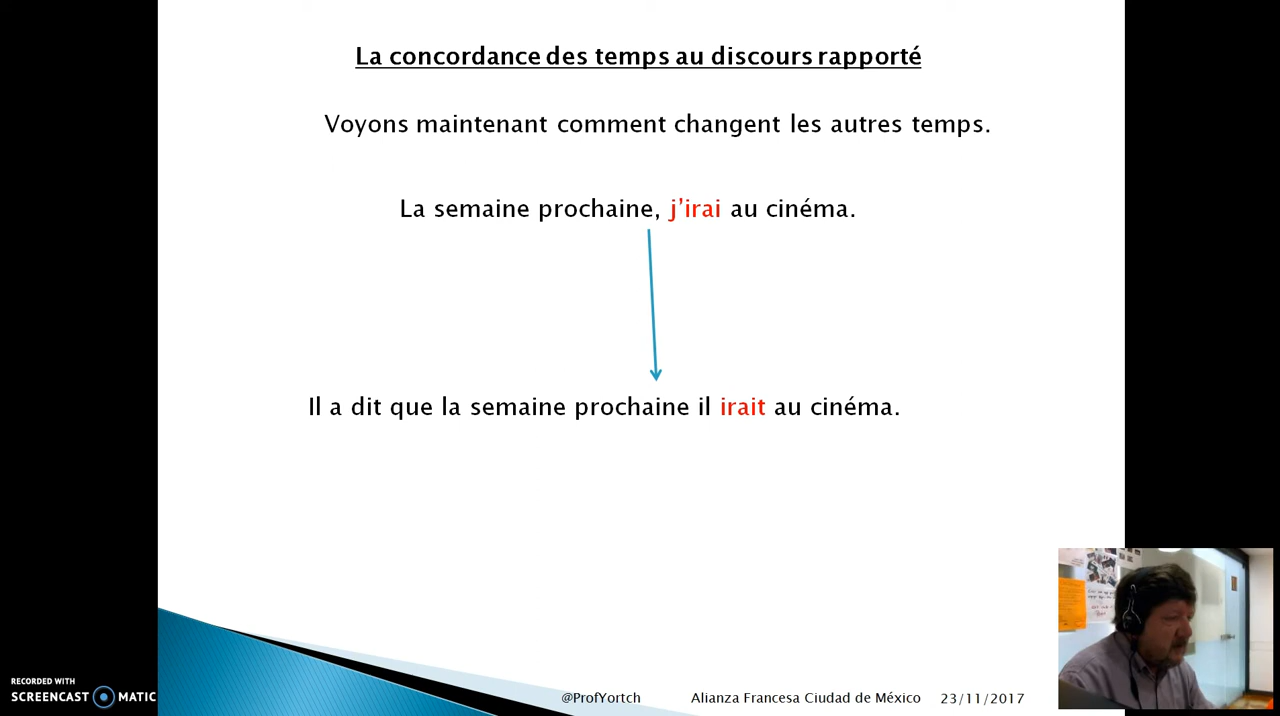 La concordance des temps au discours rapporté
Voyons maintenant comment changent les autres temps.
La semaine prochaine, j’irai au cinéma.
Il a dit que la semaine prochaine il irait au cinéma.
RECORDED WITH
SCREENCAST MATIC
@ProfYortch Alianza Francesa Ciudad de México 23/11/2017